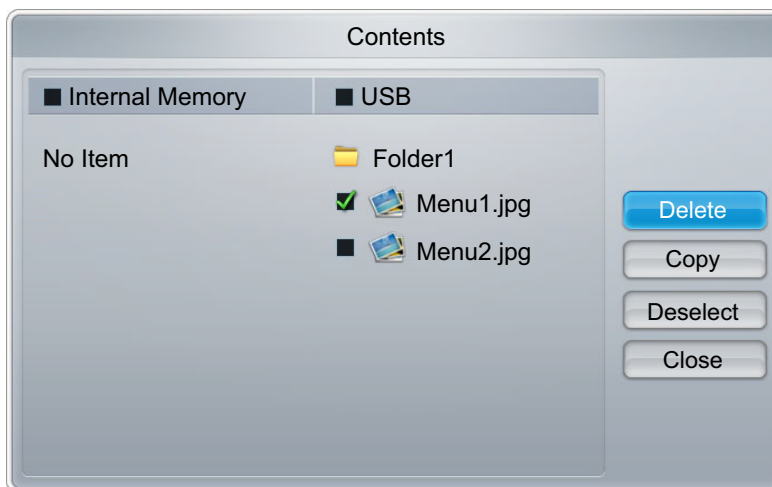 Contents
Internal Memory
USB
No Item
Folder1
Menu1.jpg
Menu2.jpg
Delete
Copy
Deselect
Close